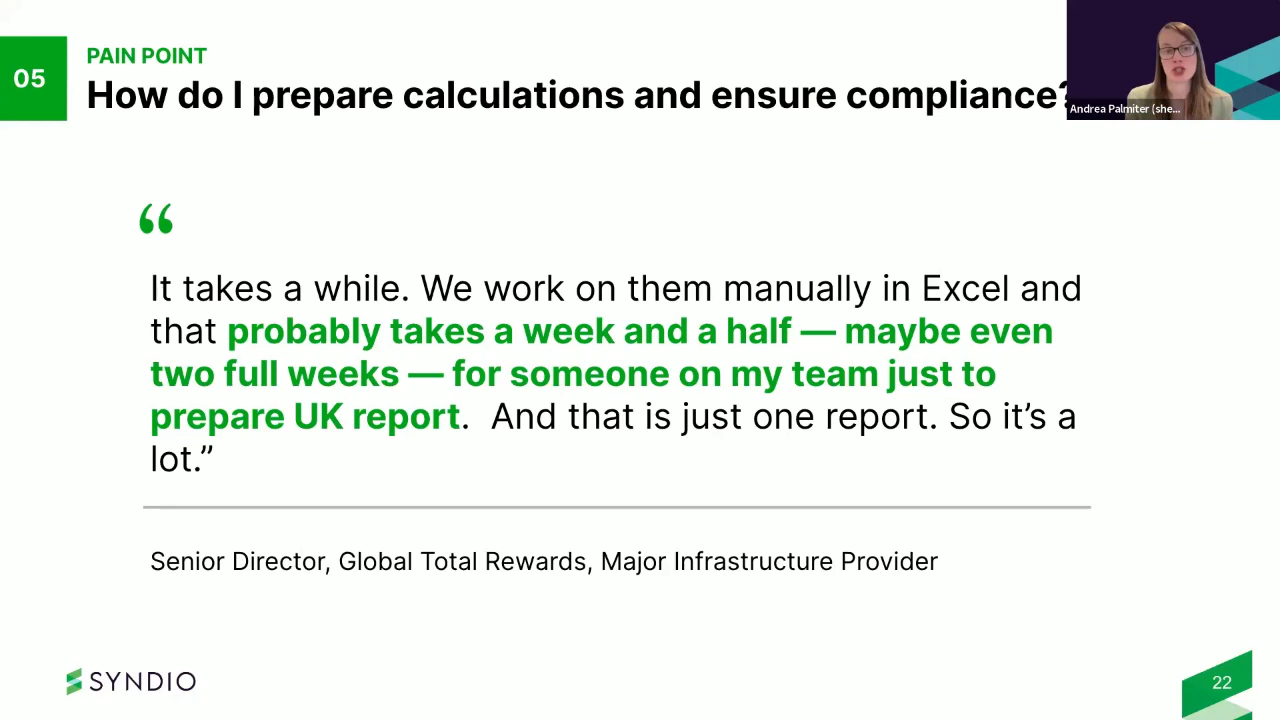 05
PAIN POINT
How do I prepare calculations and ensure compliance?
Andrea Palmiter (she...
“
It takes a while. We work on them manually in Excel and
that probably takes a week and a half — maybe even
two full weeks — for someone on my team just to
prepare UK report.  And that is just one report. So it’s a
lot.”
Senior Director, Global Total Rewards, Major Infrastructure Provider
SYNDIO
22